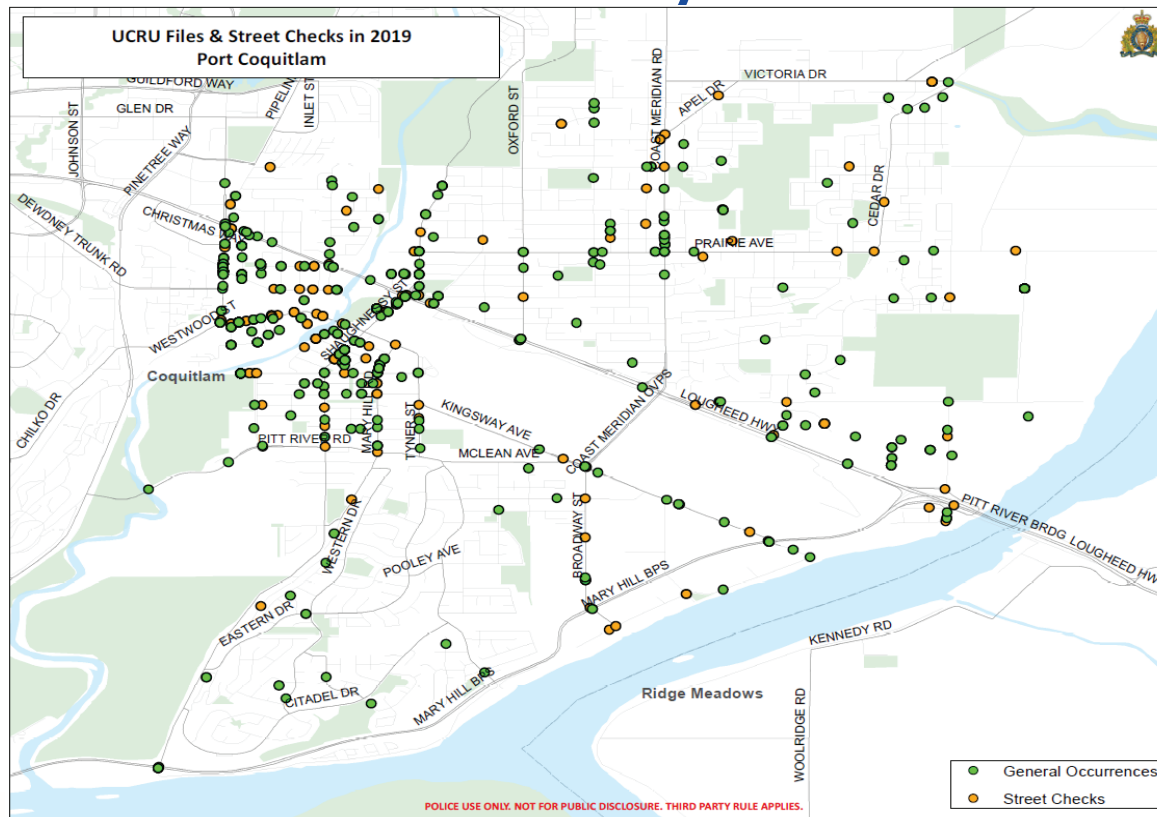 UCRU Files & Street Checks in 2019
Port Coquitlam
GUILDFORD WAY
GLEN DR
JOHNSON ST
PINETREE WAY
PIPELIN
INLET ST
OXFORD ST
COAST MERIDIAN RD
APEL DR
VICTORIA DR
CEDAR DR
DEWDNEY TRUNK RD
CHRISTMAS WAY
PRAIRIE AVE
WESTWOOD ST
SHAUGHNESSY ST
Coquitlam
CHILKO DR
MARY HILL RD
TYNER ST
KINGSWAY AVE
COAST MERIDIAN OVPS
LOUGHEED HWY
PITT RIVER RD
MCLEAN AVE
WESTERN DR
POOLEY AVE
BROADWAY ST
MARY HILL BPS
PITT RIVER BRDG
LOUGHEED HW
EASTERN DR
KENNEDY RD
CITADEL DR
MARY HILL BPS
Ridge Meadows
WOOLRIDGE RD
General Occurrences
Street Checks
POLICE USE ONLY. NOT FOR PUBLIC DISCLOSURE. THIRD PARTY RULE APPLIES.